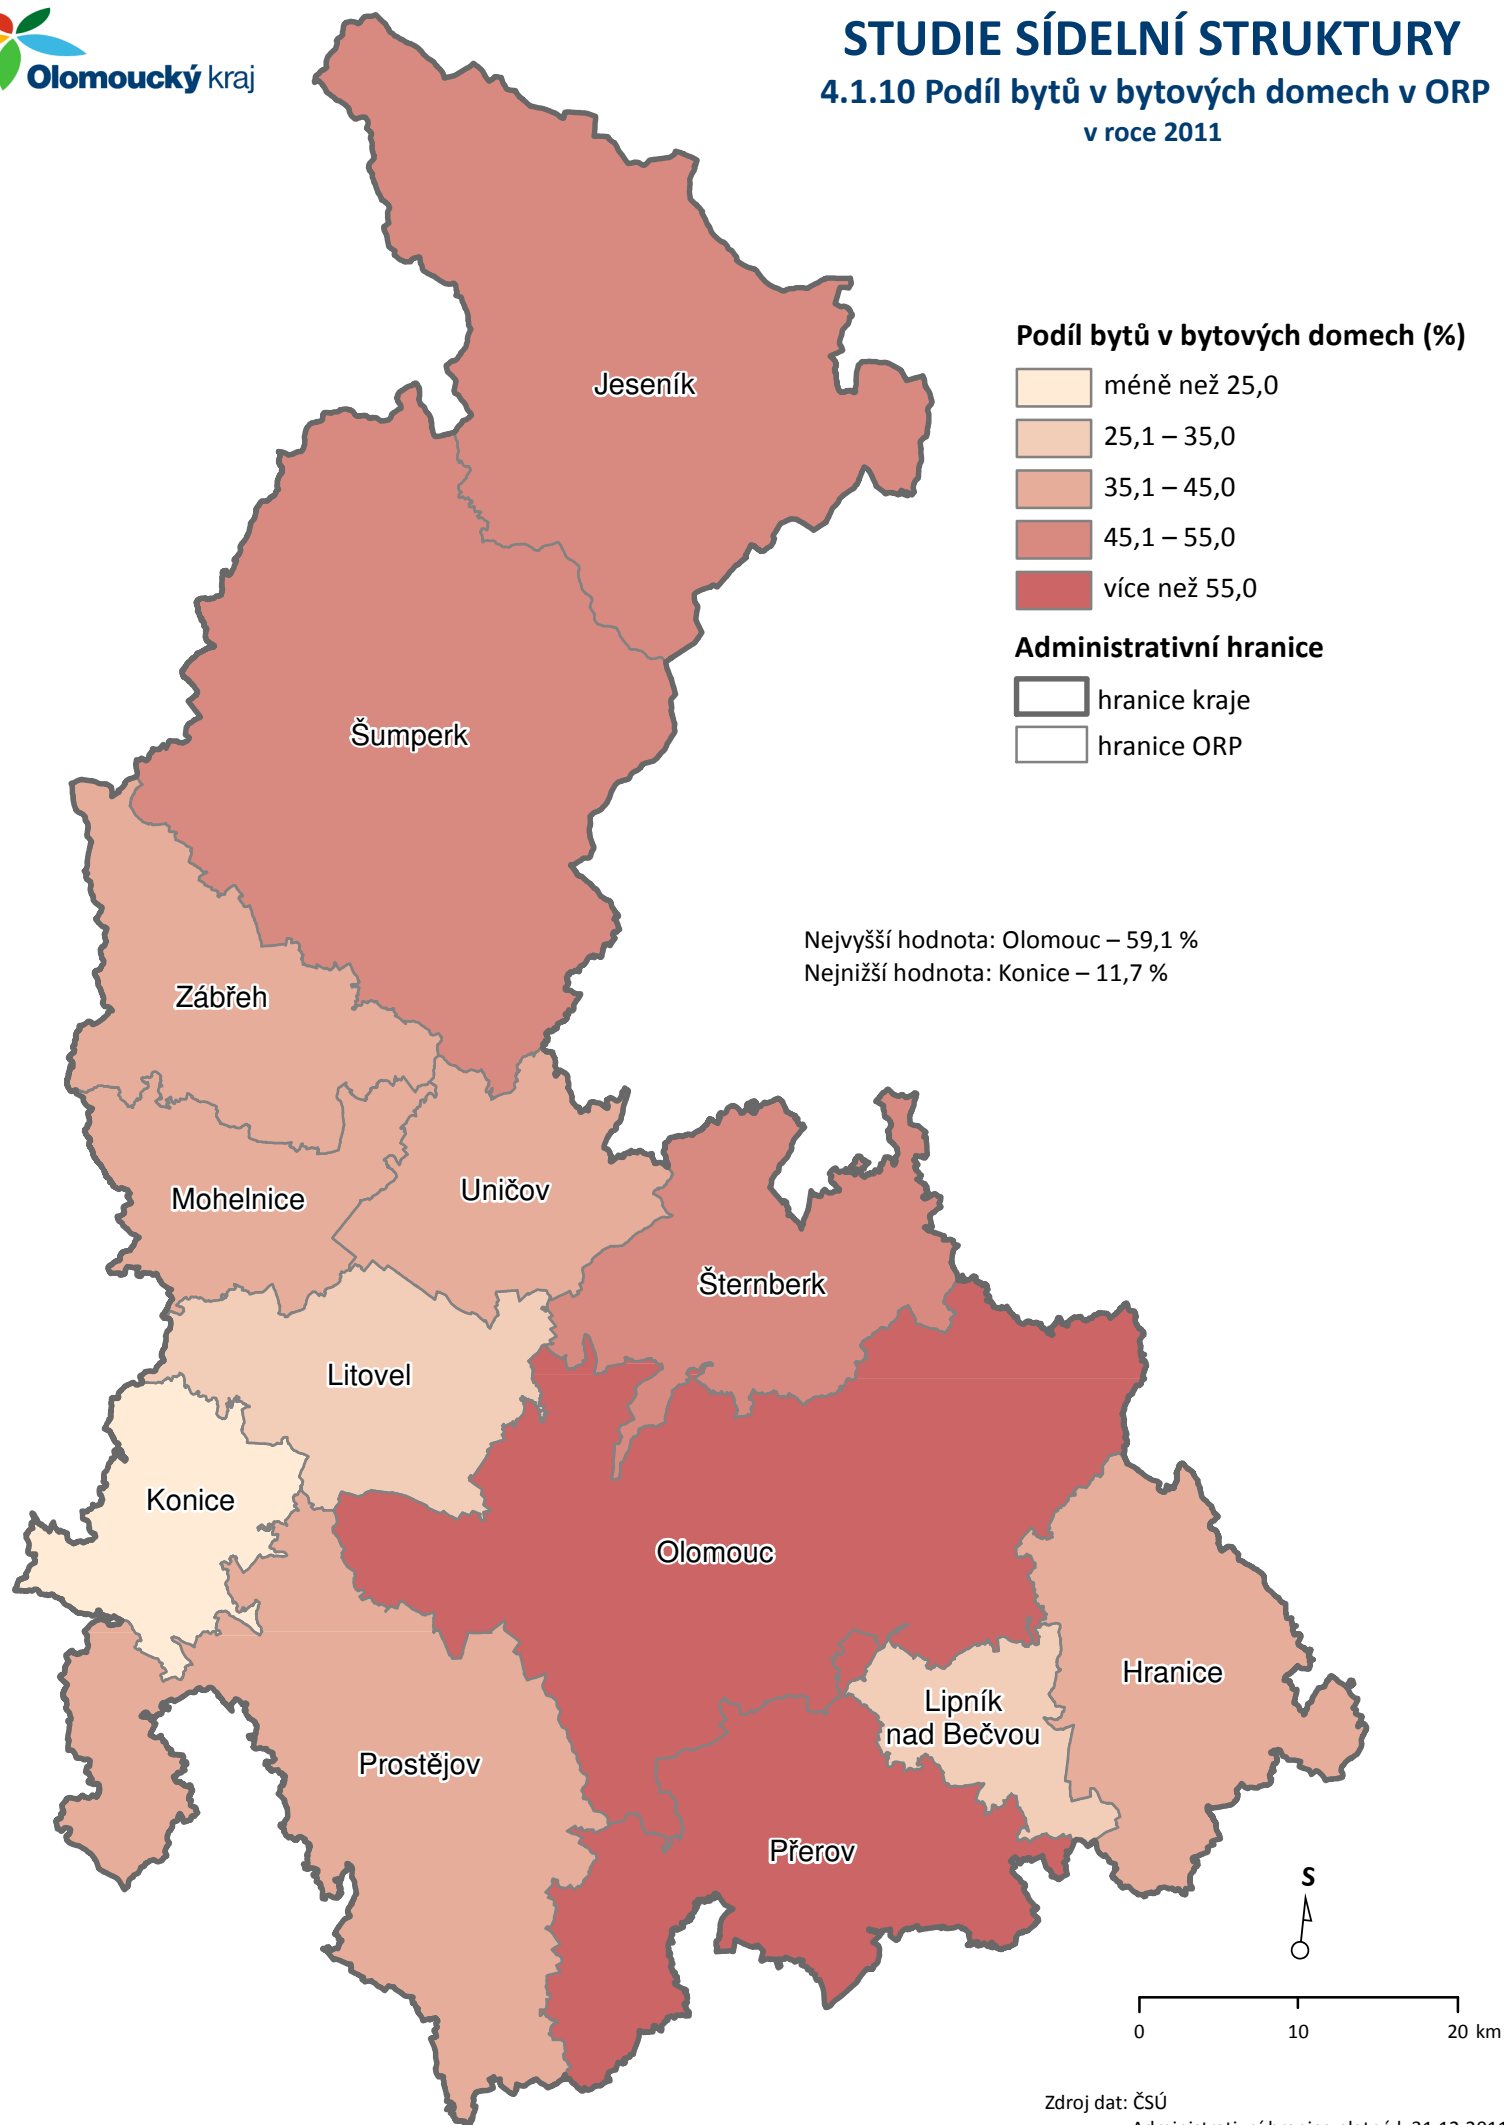 Olomoucký kraj
STUDIE SÍDELNÍ STRUKTURY
4.1.10 Podíl bytů v bytových domech v ORP
v roce 2011
Podíl bytů v bytových domech (%)
méně než 25,0
25,1 – 35,0
35,1 – 45,0
45,1 – 55,0
více než 55,0
Administrativní hranice
hranice kraje
hranice ORP
Jeseník
Šumperk
Nejvyšší hodnota: Olomouc – 59,1 %
Nejnižší hodnota: Konice – 11,7 %
Zábřeh
Mohelnice
Uničov
Šternberk
Litovel
Konice
Olomouc
Hranice
Lipník
nad Bečvou
Prostějov
Přerov
S
0 10 20 km
Zdroj dat: ČSÚ